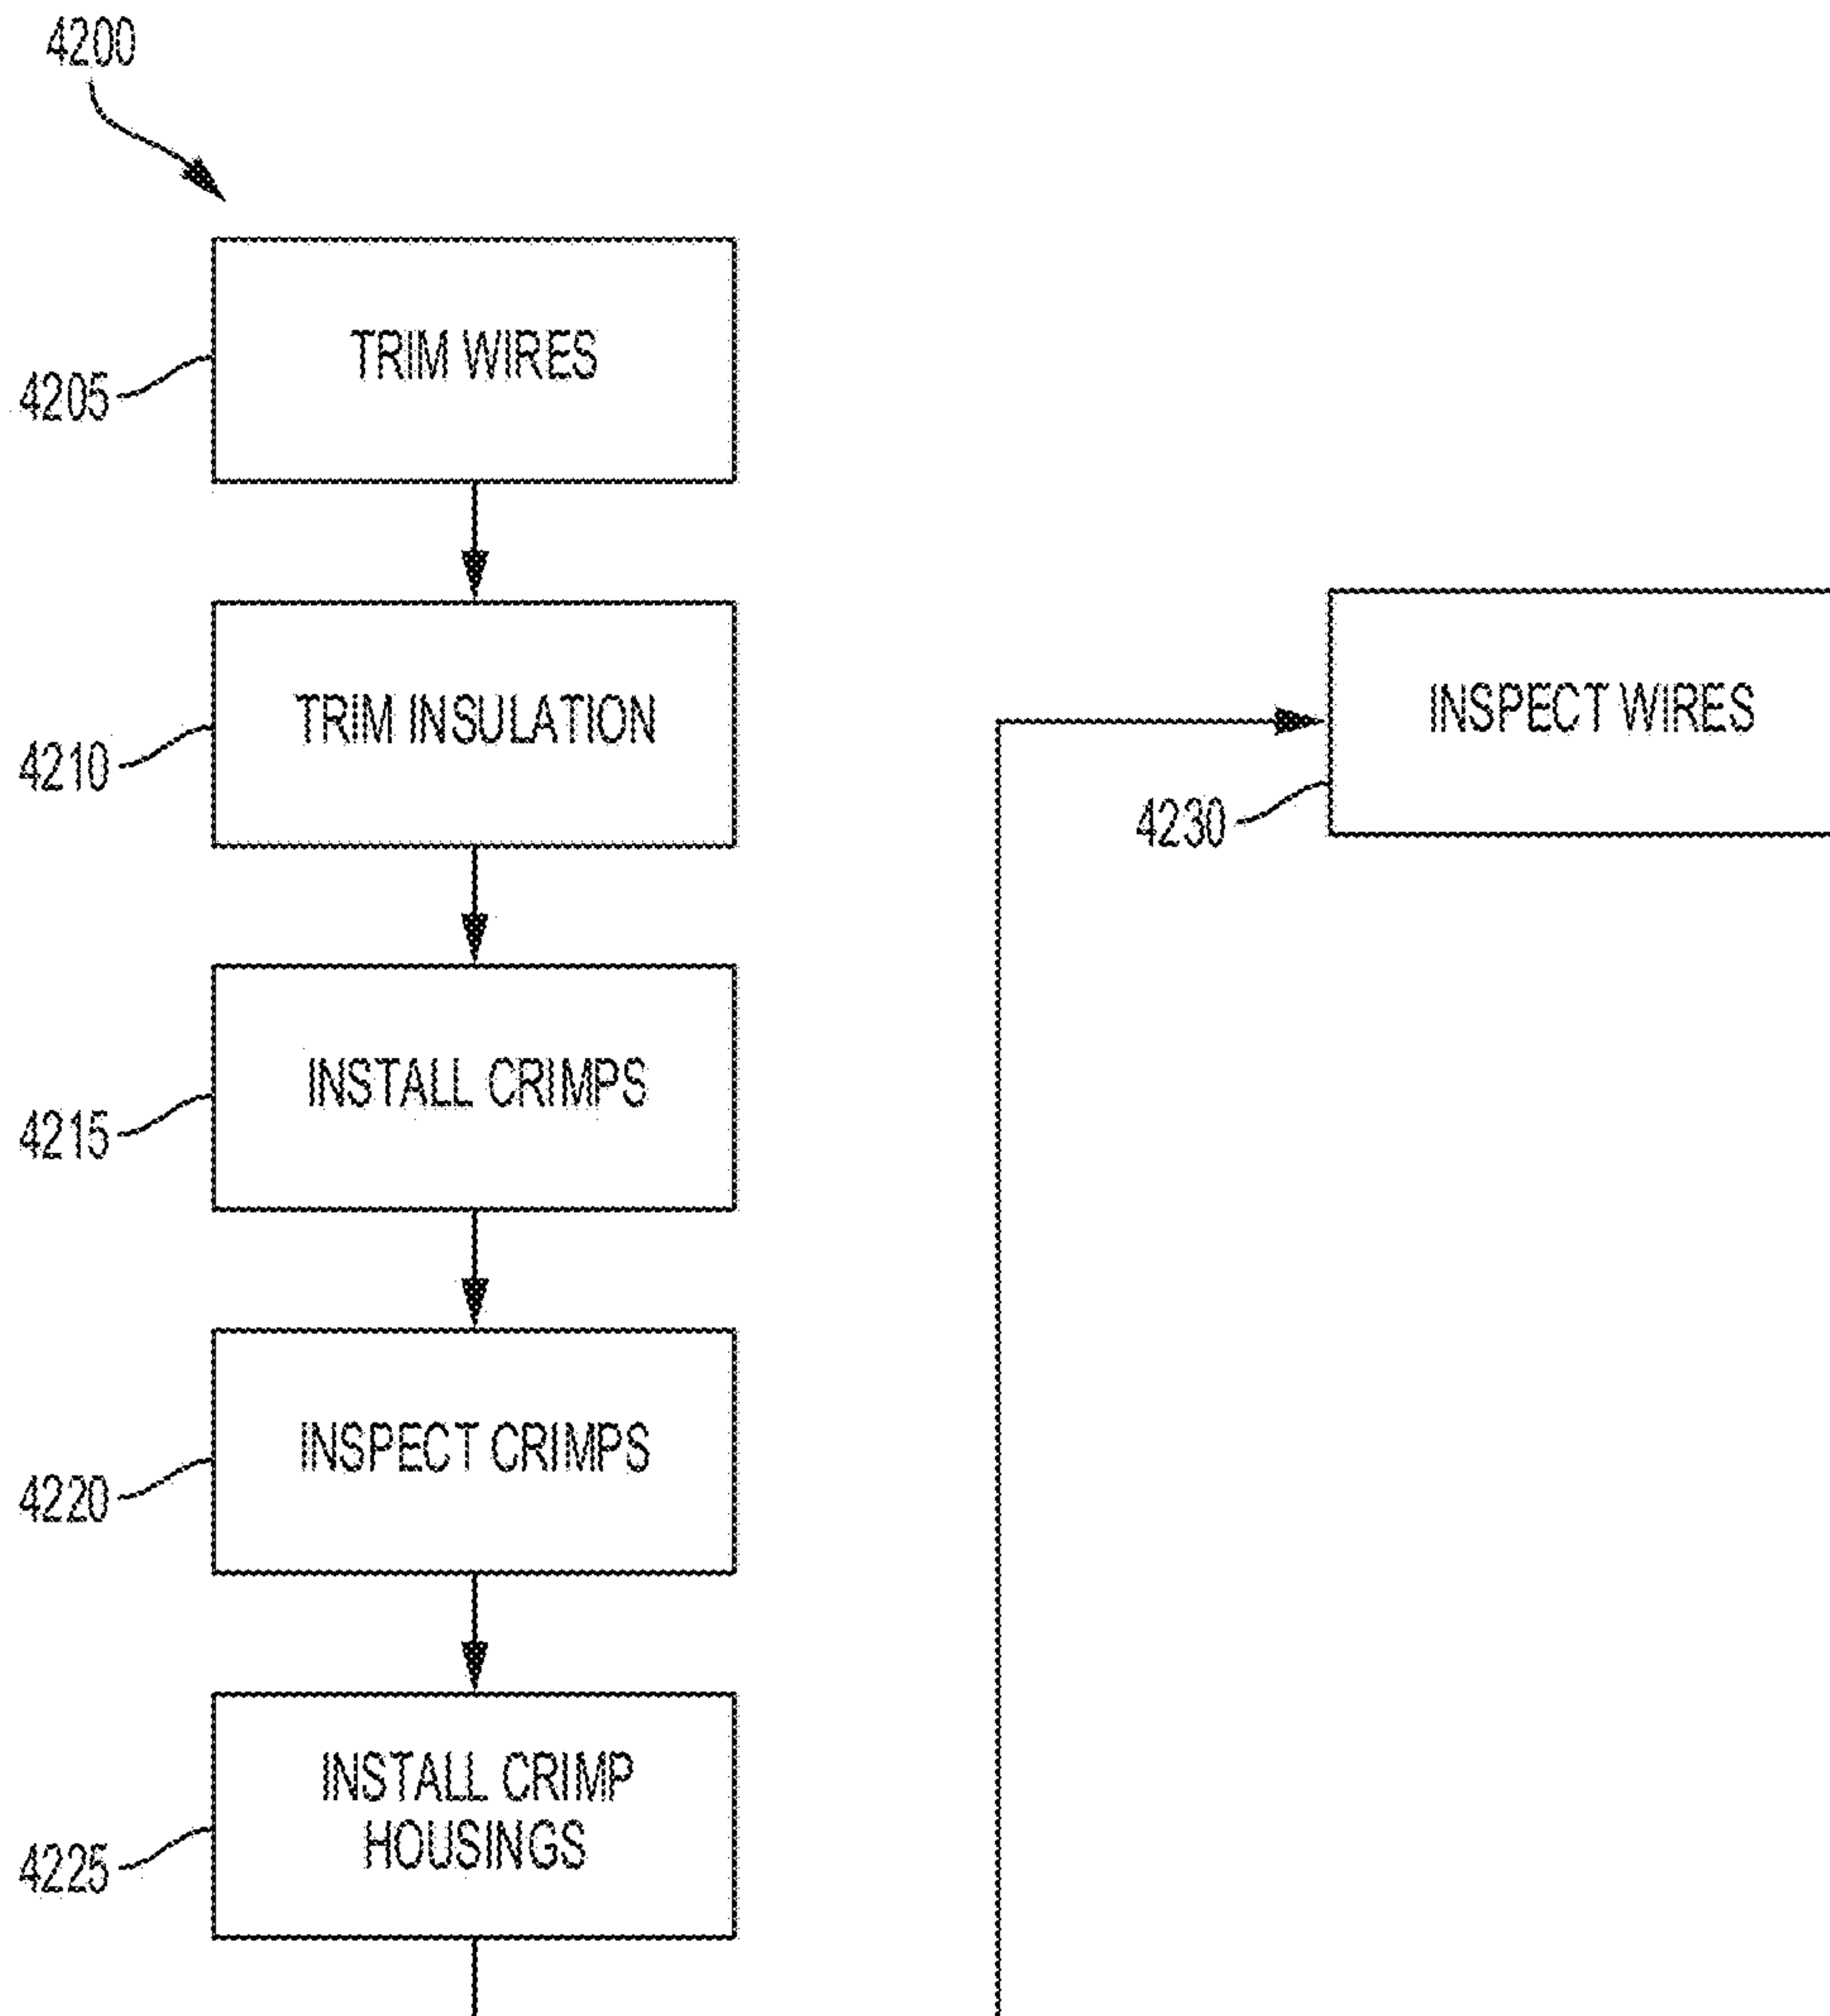 4200
TRIM WIRES
4205
TRIM INSULATION
4210
INSTALL CRIMPS
4215
INSPECT CRIMPS
4220
INSTALL CRIMP
HOUSINGS
4225
INSPECT WIRES
4230